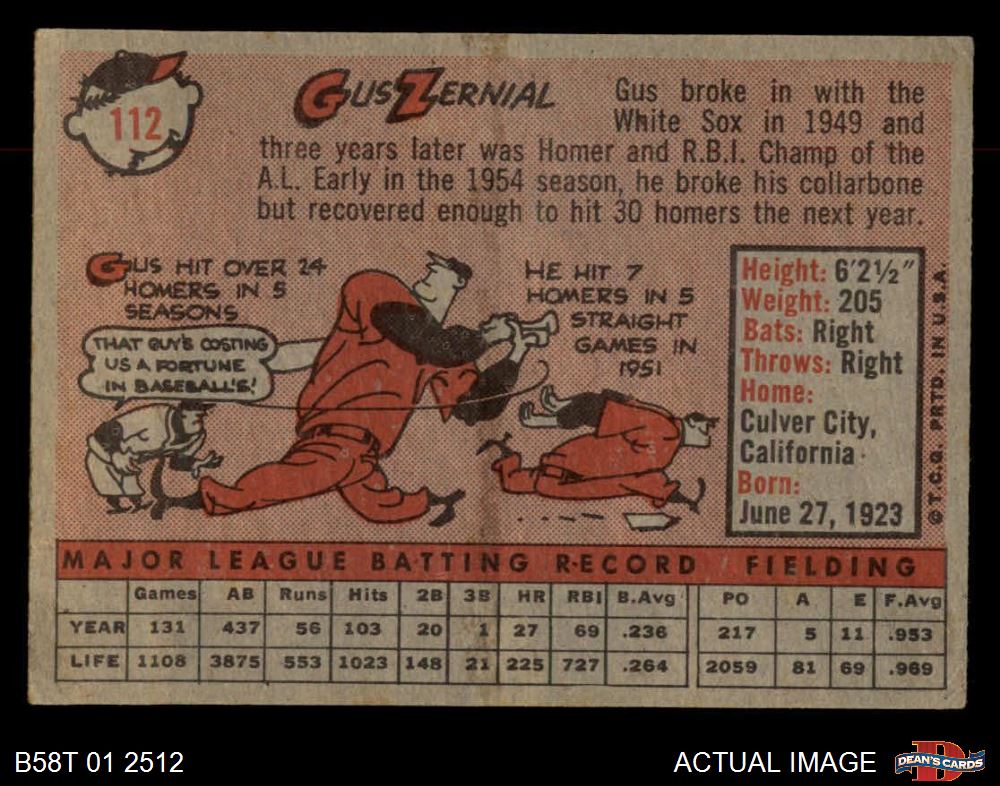 112
GUS ZERNIAL
Gus broke in with the
White Sox in 1949 and
three years later was Homer and R.B.I. Champ of the
A.L. Early in the 1954 season, he broke his collarbone
but recovered enough to hit 30 homers the next year.
GUS HIT OVER 24
HOMERS IN 5
SEASONS
THAT GUY'S COSTING
US A FORTUNE
IN BASEBALL'S!
HE HIT 7
HOMERS IN 5
STRAIGHT
GAMES IN
1951
Height: 6'2½"
Weight: 205
Bats: Right
Throws: Right
Home:
Culver City,
California
Born:
June 27, 1923
© T.C.G. PRTD. IN U.S.A.
MAJOR LEAGUE BATTING RECORD FIELDING
Games AB Runs Hits 2B 3B HR RBI B.Avg PO A E F.Avg
YEAR 131 437 56 103 20 1 27 69 .236 217 5 11 .953
LIFE 1108 3875 553 1023 148 21 225 727 .264 2059 81 69 .969
B58T 01 2512
ACTUAL IMAGE
DEAN'S CARDS